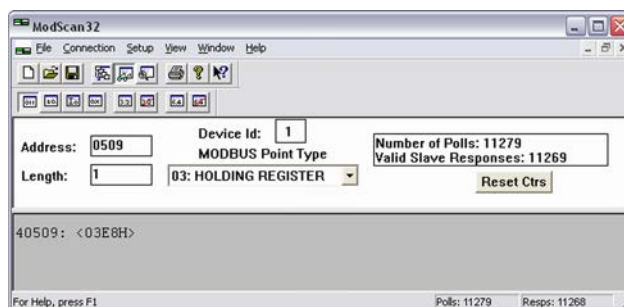 ModScan32
File Connection Setup View Window Help
Address: 0509
Device Id: 1
MODBUS Point Type
Length: 1
03: HOLDING REGISTER
Number of Polls: 11279
Valid Slave Responses: 11269
Reset Ctrs
40509: <03E8H>
For Help, press F1
Polls: 11279
Resps: 11268